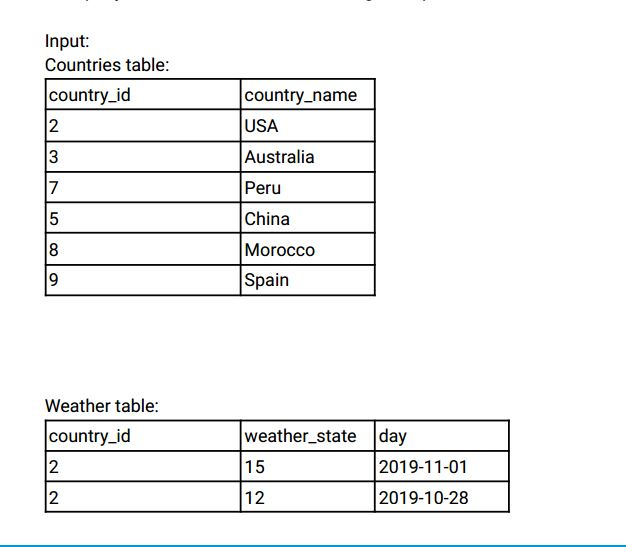 Input:
Countries table:
country_id country_name
2 USA
3 Australia
7 Peru
5 China
8 Morocco
9 Spain
Weather table:
country_id weather_state day
2 15 2019-11-01
2 12 2019-10-28